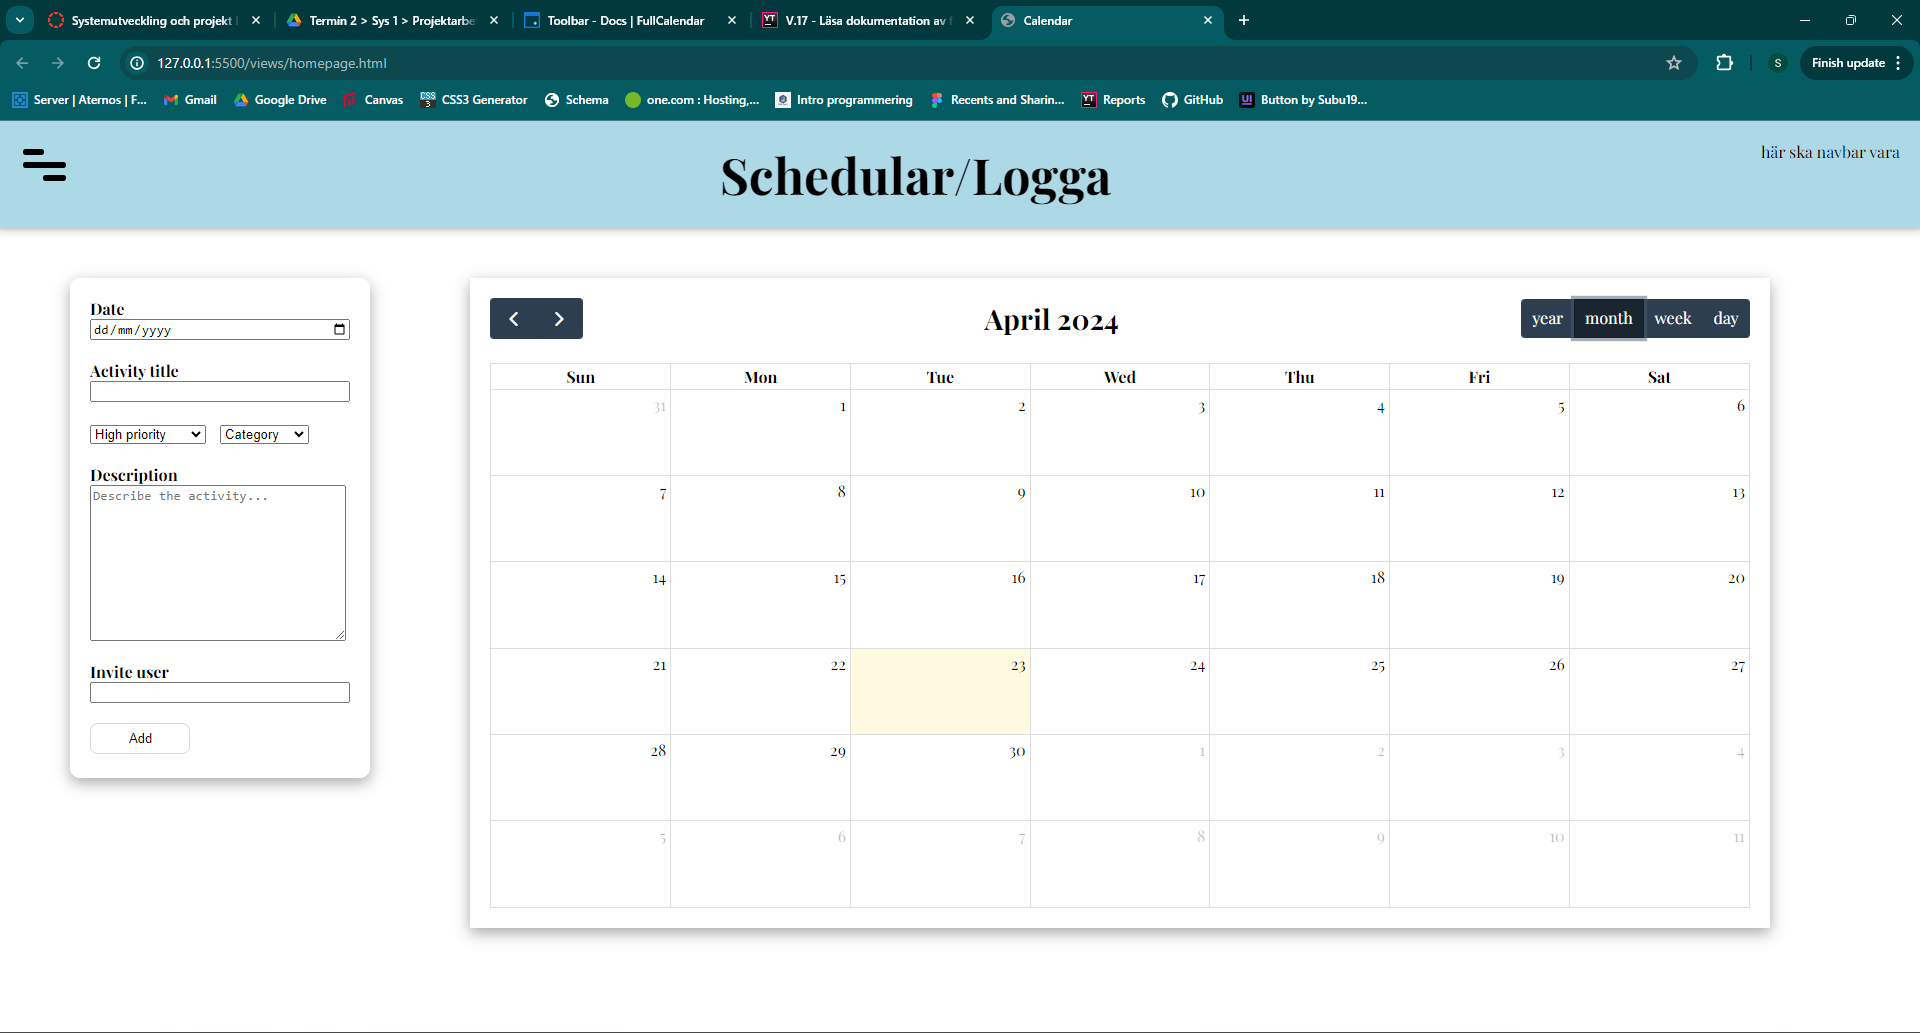 Systemutveckling och projekt
Termin 2 > Sys 1 > Projektarbe
Toolbar - Docs | FullCalendar
V.17 - Läsa dokumentation av f
Calendar
127.0.0.1:5500/views/homepage.html
S
Finish update
Server | Aternos | F...
Gmail
Google Drive
Canvas
CSS3 Generator
Schema
one.com : Hosting,...
Intro programmering
Recents and Sharin...
Reports
GitHub
Button by Subu19...
Schedular/Logga
här ska navbar vara
Date
dd/mm/yyyy
Activity title
High priority
Category
Description
Describe the activity...
Invite user
Add
April 2024
year month week day
Sun Mon Tue Wed Thu Fri Sat
31 1 2 3 4 5 6
7 8 9 10 11 12 13
14 15 16 17 18 19 20
21 22 23 24 25 26 27
28 29 30 1 2 3 4
5 6 7 8 9 10 11